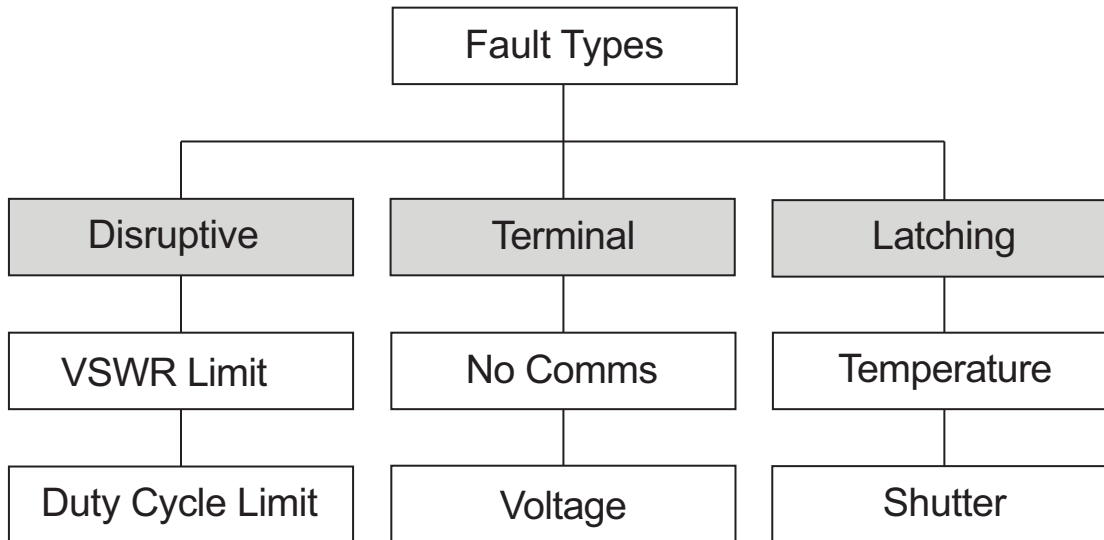 Fault Types
Disruptive
Terminal
Latching
VSWR Limit
No Comms
Temperature
Duty Cycle Limit
Voltage
Shutter